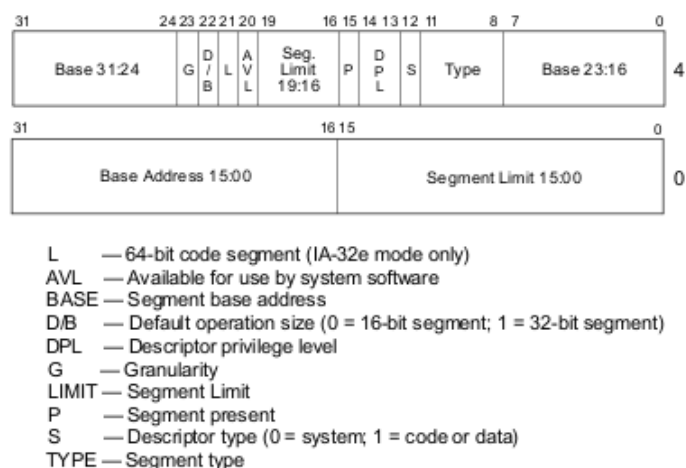 31 24 23 22 21 20 19 16 15 14 13 12 11 8 7 0
Base 31:24 G D/B L AVL Seg. Limit 19:16 P DPL S Type Base 23:16 4
31 16 15 0
Base Address 15:00 Segment Limit 15:00 0
L — 64-bit code segment (IA-32e mode only)
AVL — Available for use by system software
BASE — Segment base address
D/B — Default operation size (0 = 16-bit segment; 1 = 32-bit segment)
DPL — Descriptor privilege level
G — Granularity
LIMIT — Segment Limit
P — Segment present
S — Descriptor type (0 = system; 1 = code or data)
TYPE — Segment type